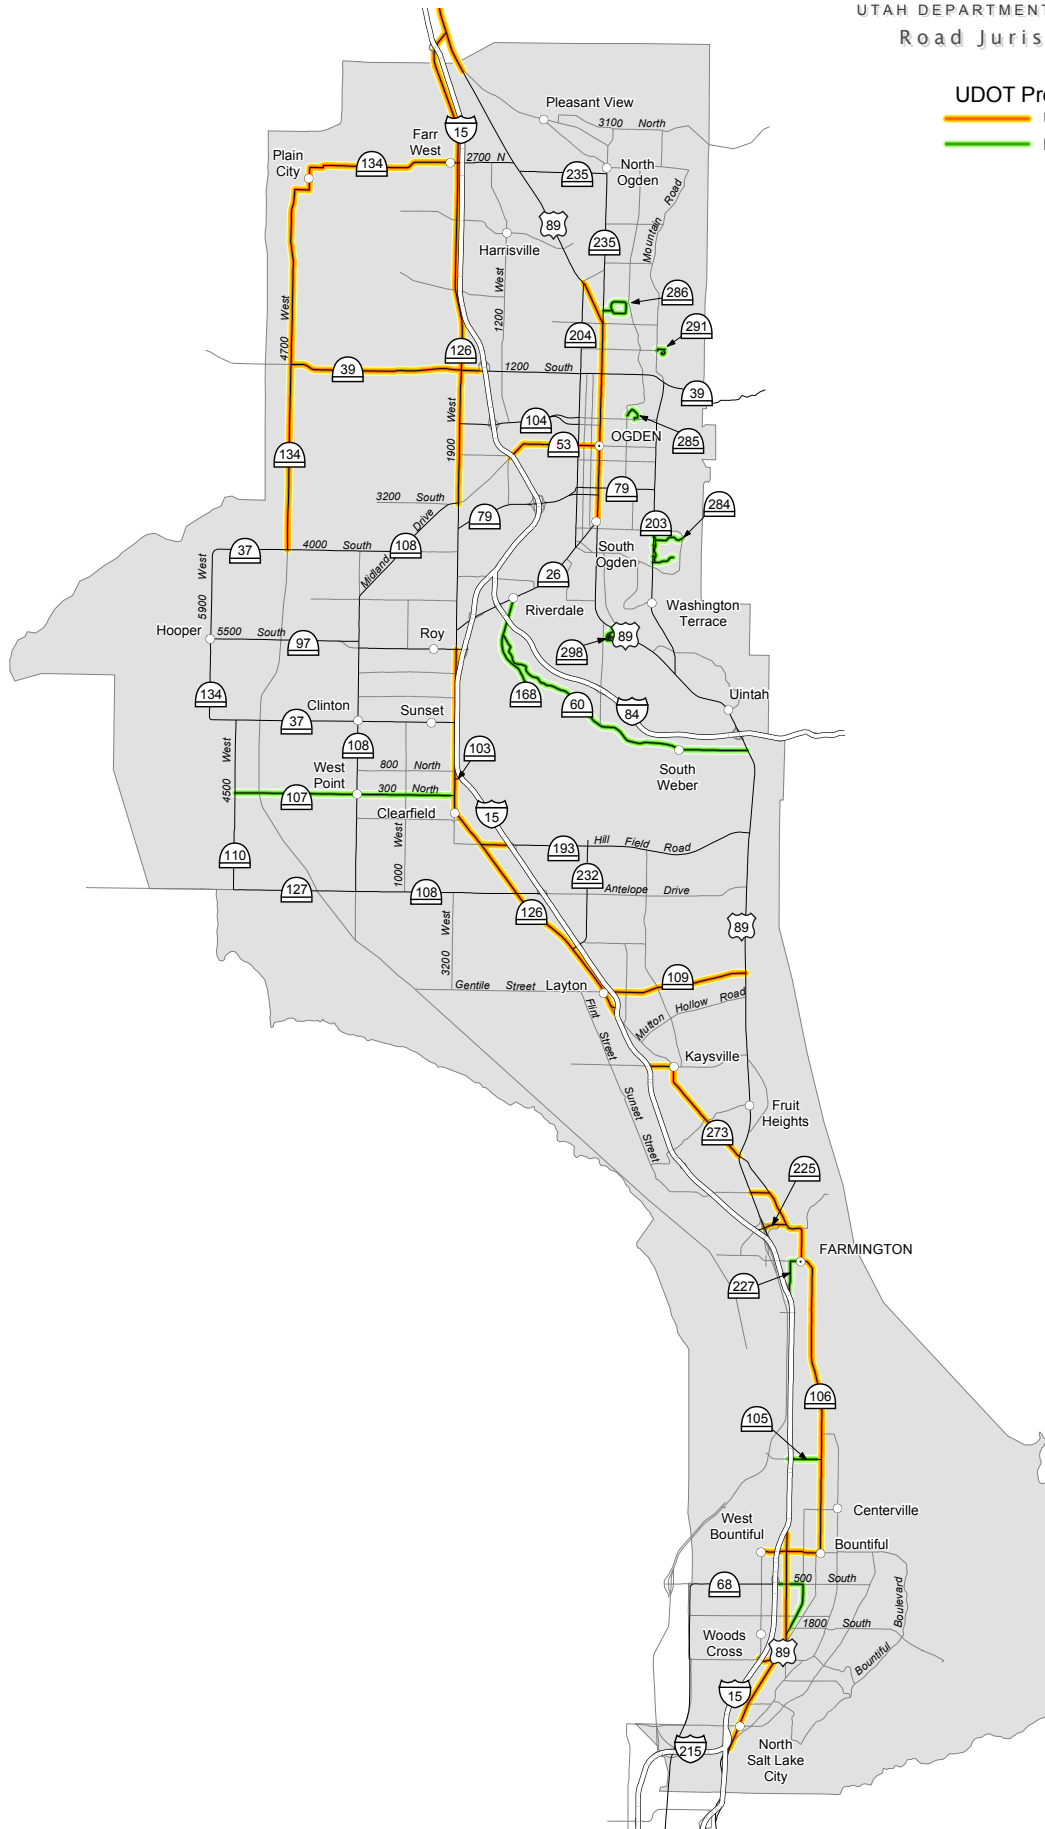 UTAH DEPARTMENT
Road Juris
UDOT Pr
Pleasant View
3100 North
15
Farr
West
2700 N
Plain
City
134
235
North
Ogden
Mountain Road
89
235
Harrisville
1200 West
286
291
204
4700 West
126
39
1200 South
39
1900 West
104
OGDEN
53
285
134
79
3200 South
284
79
203
Midland Drive
37
4000 South
108
South
Ogden
5900 West
26
Riverdale
Washington
Terrace
Hooper
5500 South
Roy
89
97
298
134
168
60
84
Uintah
Clinton
Sunset
37
108
103
4500 West
800 North
West
Point
South
Weber
107
300 North
Clearfield
15
1000 West
193
Hill Field Road
110
232
127
108
Antelope Drive
126
89
3200 West
109
Gentile Street
Layton
Flint Street
Mutton Hollow Road
Kaysville
Sunset Street
273
Fruit
Heights
225
FARMINGTON
227
106
105
Centerville
West
Bountiful
Bountiful
68
500 South
Boulevard
1800 South
Woods
Cross
89
Bountiful
15
215
North
Salt Lake
City